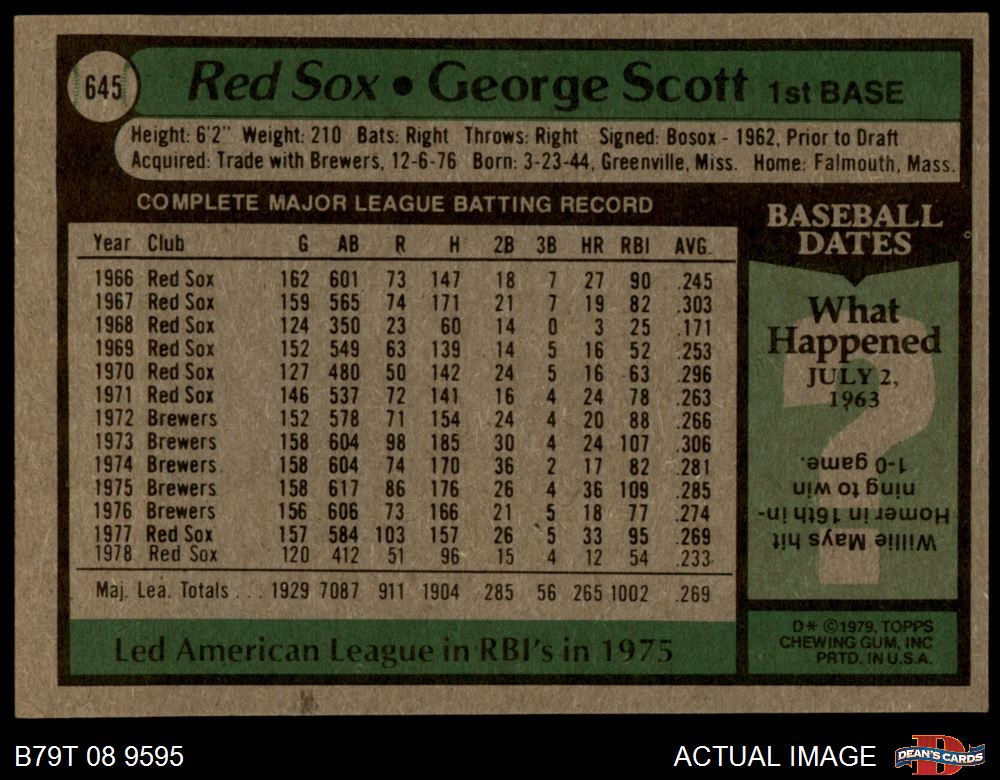 645
Red Sox • George Scott 1st BASE
Height: 6'2" Weight: 210 Bats: Right Throws: Right Signed: Bosox - 1962, Prior to Draft
Acquired: Trade with Brewers, 12-6-76 Born: 3-23-44, Greenville, Miss. Home: Falmouth, Mass.
COMPLETE MAJOR LEAGUE BATTING RECORD
Year Club G AB R H 2B 3B HR RBI AVG.
1966 Red Sox 162 601 73 147 18 7 27 90 .245
1967 Red Sox 159 565 74 171 21 7 19 82 .303
1968 Red Sox 124 350 23 60 14 0 3 25 .171
1969 Red Sox 152 549 63 139 14 5 16 52 .253
1970 Red Sox 127 480 50 142 24 5 16 63 .296
1971 Red Sox 146 537 72 141 16 4 24 78 .263
1972 Brewers 152 578 71 154 24 4 20 88 .266
1973 Brewers 158 604 98 185 30 4 24 107 .306
1974 Brewers 158 604 74 170 36 2 17 82 .281
1975 Brewers 158 617 86 176 26 4 36 109 .285
1976 Brewers 156 606 73 166 21 5 18 77 .274
1977 Red Sox 157 584 103 157 26 5 33 95 .269
1978 Red Sox 120 412 51 96 15 4 12 54 .233
Maj. Lea. Totals . . . 1929 7087 911 1904 285 56 265 1002 .269
Led American League in RBI's in 1975
BASEBALL
DATES
What
Happened
JULY 2,
1963
?
Willie Mays hit
Homer in 16th in-
ning to win
1-0 game.
D* ©1979, TOPPS
CHEWING GUM, INC
PRTD. IN U.S.A.
B79T 08 9595
ACTUAL IMAGE
D
DEAN'S CARDS